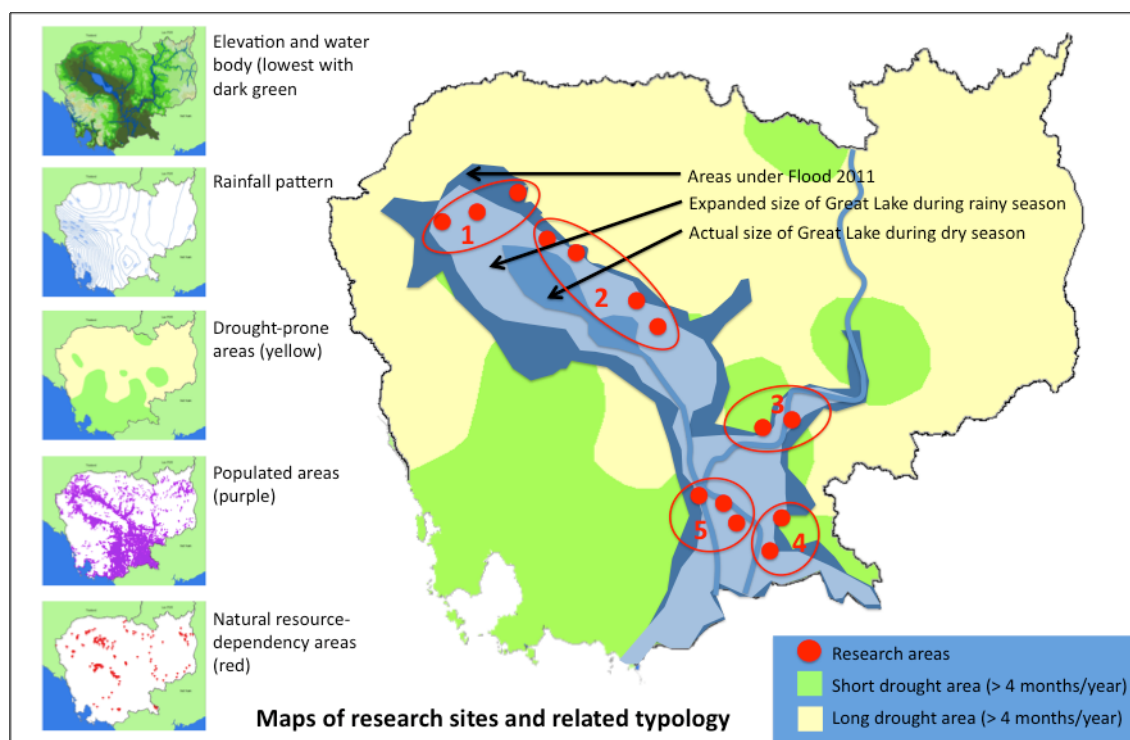 Elevation and water
body (lowest with
dark green
Rainfall pattern
Drought-prone
areas (yellow)
Populated areas
(purple)
Natural resource-
dependency areas
(red)
Areas under Flood 2011
Expanded size of Great Lake during rainy season
Actual size of Great Lake during dry season
1
2
3
5
4
Maps of research sites and related typology
Research areas
Short drought area (> 4 months/year)
Long drought area (> 4 months/year)